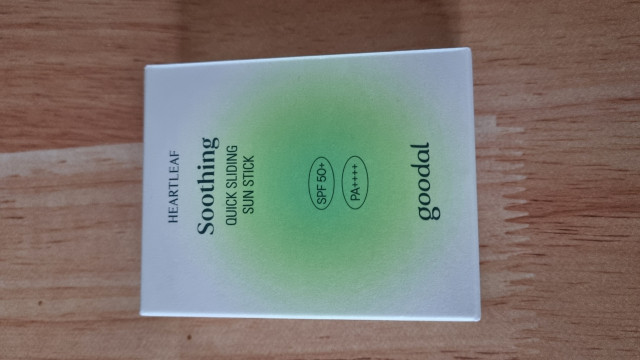 HEARTLEAF
Soothing
QUICK SLIDING
SUN STICK
SPF 50+
PA++++
goodal